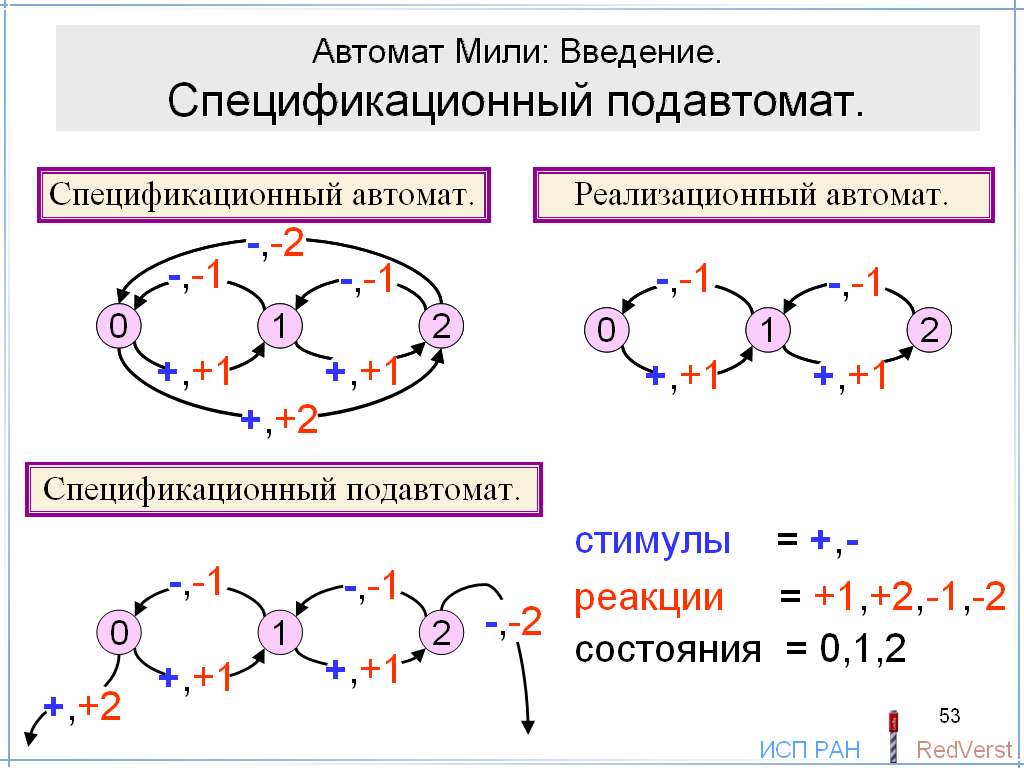 Автомат Мили: Введение.
Спецификационный подавтомат.
Спецификационный автомат.
-,-2
-,-1
-,-1
0
1
2
+,+1
+,+1
+,+2
Реализационный автомат.
-,-1
-,-1
0
1
2
+,+1
+,+1
Спецификационный подавтомат.
-,-1
-,-1
0
1
2
-,-2
+,+1
+,+1
+,+2
стимулы = +,-
реакции = +1,+2,-1,-2
состояния = 0,1,2
53
ИСП РАН
RedVerst